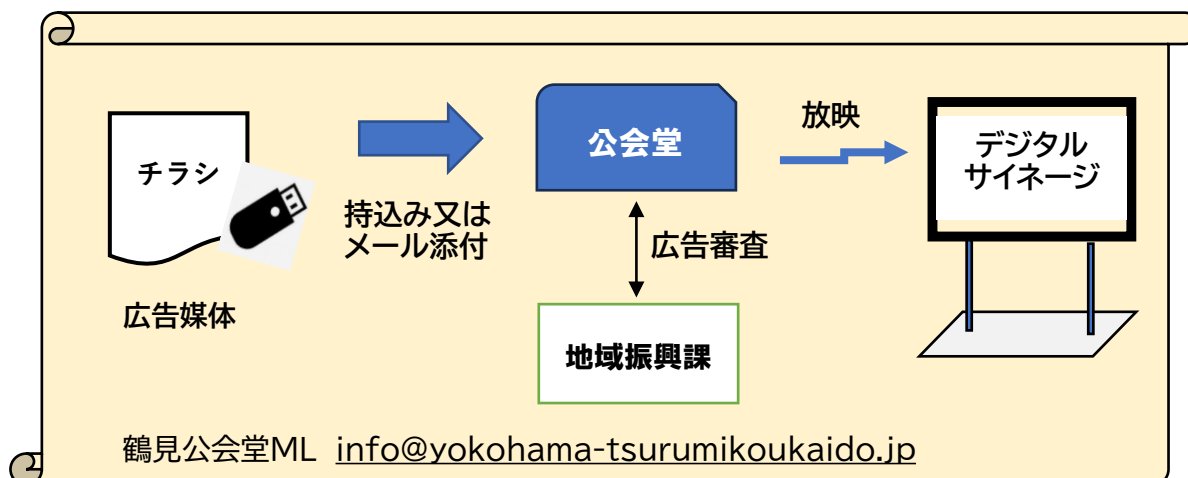 チラシ
広告媒体
持込み又は
メール添付
公会堂
広告審査
地域振興課
放映
デジタル
サイネージ
鶴見公会堂ML info@yokohama-tsurumikoukaido.jp